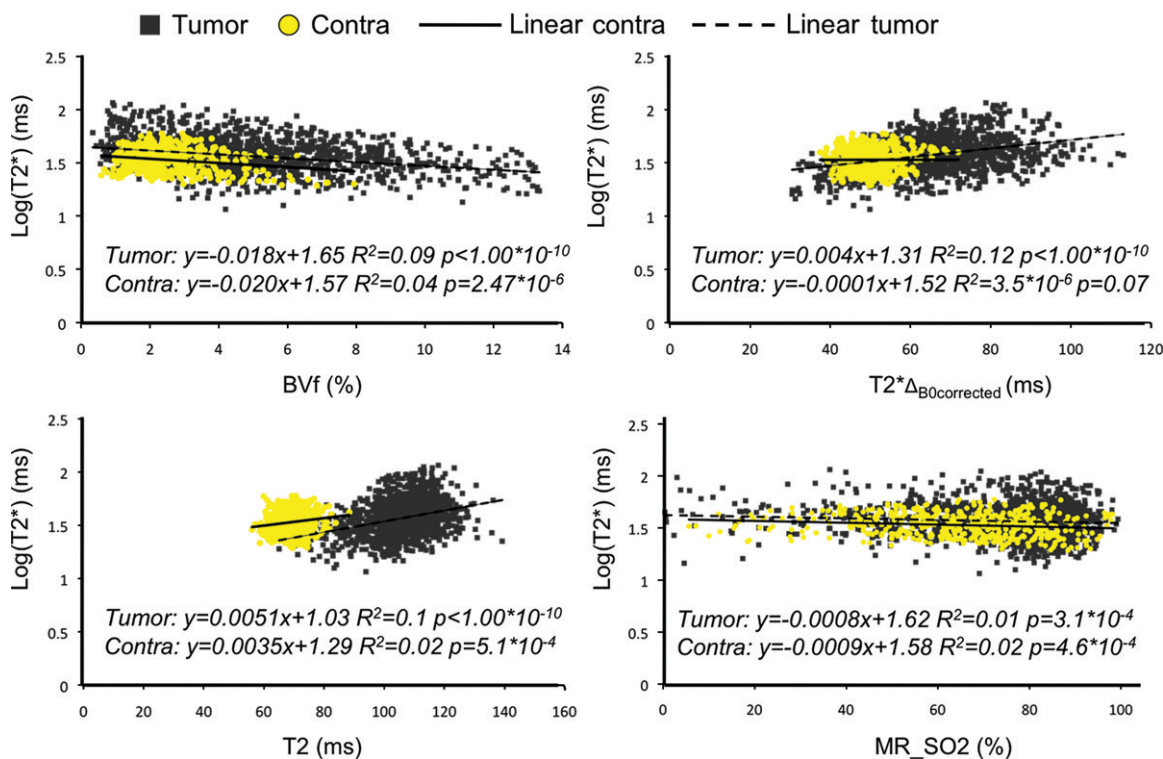 Tumor Contra Linear contra Linear tumor
Log(T2*) (ms)
2.5
2
1.5
1
0.5
0
Tumor: y=-0.018x+1.65 R²=0.09 p<1.00*10⁻¹⁰
Contra: y=-0.020x+1.57 R²=0.04 p=2.47*10⁻⁶
0 2 4 6 8 10 12 14
BVf (%)
Log(T2*) (ms)
2.5
2
1.5
1
0.5
0
Tumor: y=0.004x+1.31 R²=0.12 p<1.00*10⁻¹⁰
Contra: y=-0.0001x+1.52 R²=3.5*10⁻⁶ p=0.07
0 20 40 60 80 100 120
T2*ΔB0corrected (ms)
Log(T2*) (ms)
2.5
2
1.5
1
0.5
0
Tumor: y=0.0051x+1.03 R²=0.1 p<1.00*10⁻¹⁰
Contra: y=0.0035x+1.29 R²=0.02 p=5.1*10⁻⁴
0 20 40 60 80 100 120 140 160
T2 (ms)
Log(T2*) (ms)
2.5
2
1.5
1
0.5
0
Tumor: y=-0.0008x+1.62 R²=0.01 p=3.1*10⁻⁴
Contra: y=-0.0009x+1.58 R²=0.02 p=4.6*10⁻⁴
0 20 40 60 80 100
MR_SO2 (%)